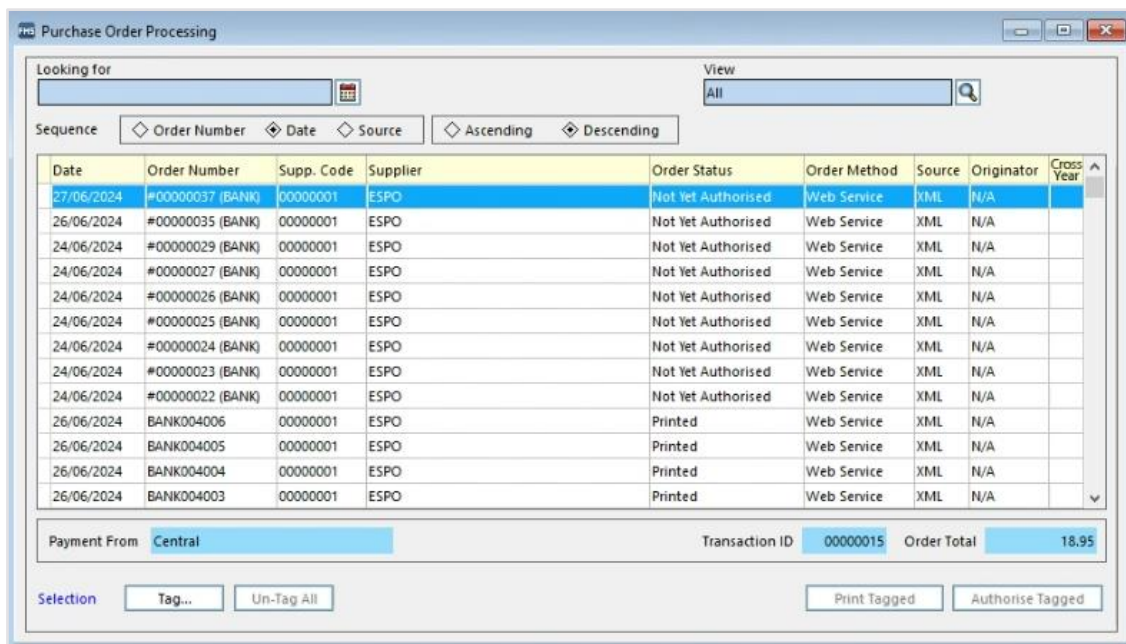 Purchase Order Processing
Looking for View
All
Sequence Order Number Date Source Ascending Descending
Date Order Number Supp. Code Supplier Order Status Order Method Source Originator Cross Year
27/06/2024 #00000037 (BANK) 00000001 ESPO Not Yet Authorised Web Service XML N/A
26/06/2024 #00000035 (BANK) 00000001 ESPO Not Yet Authorised Web Service XML N/A
24/06/2024 #00000029 (BANK) 00000001 ESPO Not Yet Authorised Web Service XML N/A
24/06/2024 #00000027 (BANK) 00000001 ESPO Not Yet Authorised Web Service XML N/A
24/06/2024 #00000026 (BANK) 00000001 ESPO Not Yet Authorised Web Service XML N/A
24/06/2024 #00000025 (BANK) 00000001 ESPO Not Yet Authorised Web Service XML N/A
24/06/2024 #00000024 (BANK) 00000001 ESPO Not Yet Authorised Web Service XML N/A
24/06/2024 #00000023 (BANK) 00000001 ESPO Not Yet Authorised Web Service XML N/A
24/06/2024 #00000022 (BANK) 00000001 ESPO Not Yet Authorised Web Service XML N/A
26/06/2024 BANK004006 00000001 ESPO Printed Web Service XML N/A
26/06/2024 BANK004005 00000001 ESPO Printed Web Service XML N/A
26/06/2024 BANK004004 00000001 ESPO Printed Web Service XML N/A
26/06/2024 BANK004003 00000001 ESPO Printed Web Service XML N/A
Payment From Central Transaction ID 00000015 Order Total 18.95
Selection Tag... Un-Tag All Print Tagged Authorise Tagged